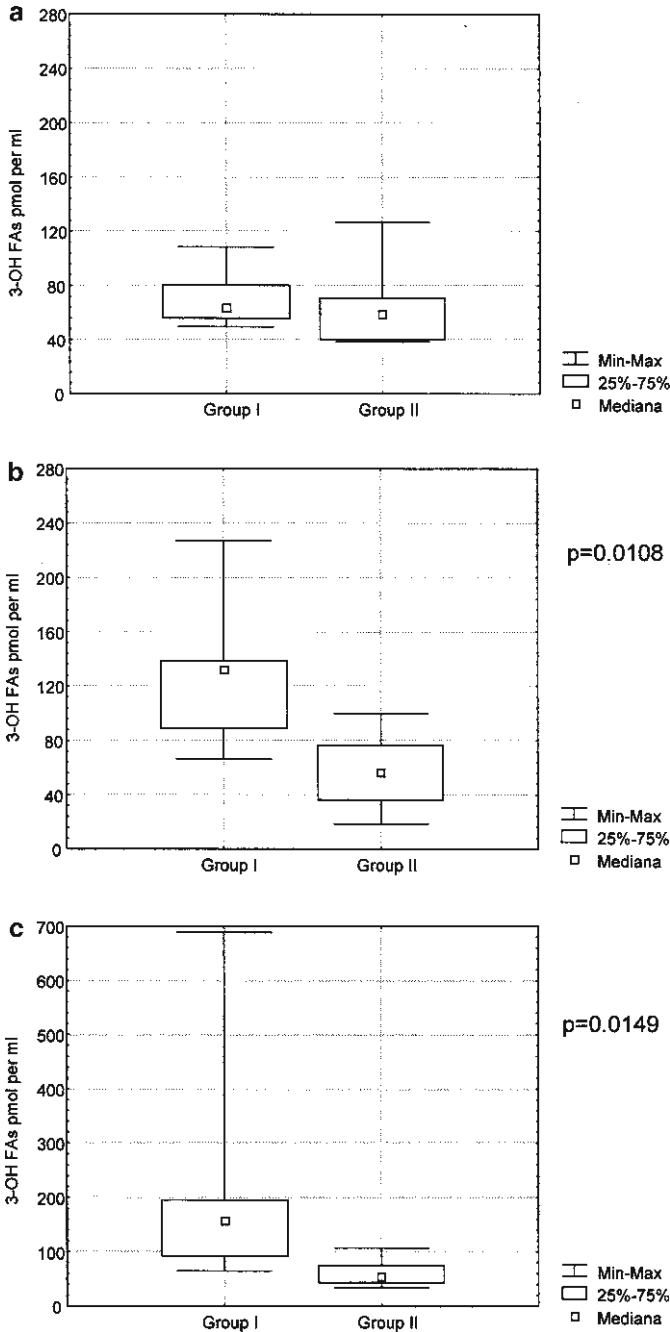 a
280
240
200
160
120
80
40
0
3-OH FAs pmol per ml
Group I
Group II
Min-Max
25%-75%
Mediana
b
280
240
200
160
120
80
40
0
3-OH FAs pmol per ml
Group I
Group II
p=0.0108
Min-Max
25%-75%
Mediana
c
700
600
500
400
300
200
100
0
3-OH FAs pmol per ml
Group I
Group II
p=0.0149
Min-Max
25%-75%
Mediana